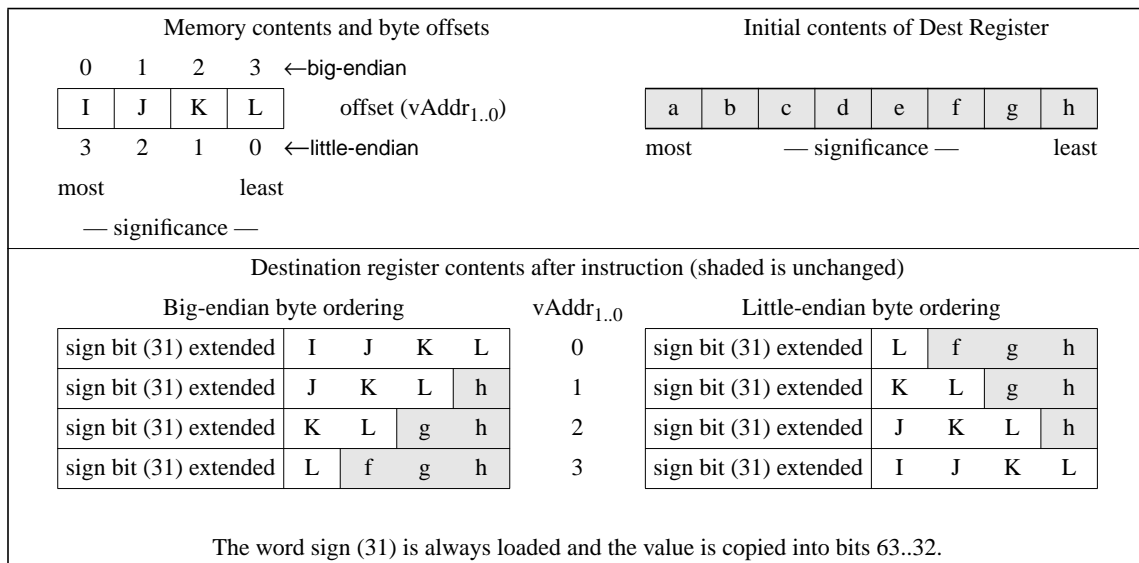 Memory contents and byte offsets
0 1 2 3 ←big-endian
I J K L offset (vAddr1..0)
3 2 1 0 ←little-endian
most least
— significance —
Initial contents of Dest Register
a b c d e f g h
most — significance — least
Destination register contents after instruction (shaded is unchanged)
Big-endian byte ordering vAddr1..0 Little-endian byte ordering
sign bit (31) extended I J K L 0 sign bit (31) extended L f g h
sign bit (31) extended J K L h 1 sign bit (31) extended K L g h
sign bit (31) extended K L g h 2 sign bit (31) extended J K L h
sign bit (31) extended L f g h 3 sign bit (31) extended I J K L
The word sign (31) is always loaded and the value is copied into bits 63..32.